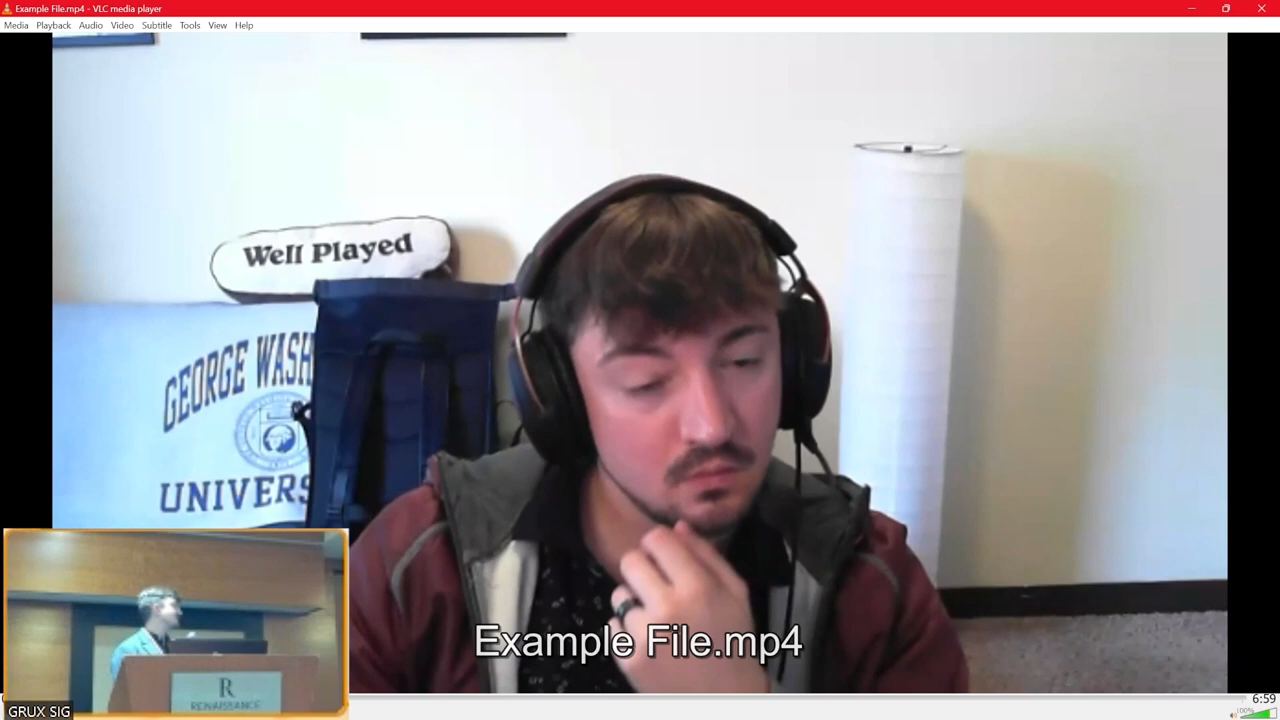 Example File.mp4 - VLC media player
Media Playback Audio Video Subtitle Tools View Help
Well Played
GEORGE WASH
UNIVERS
Example File.mp4
R
RENAISSANCE
GRUX SIG
6:59
100%